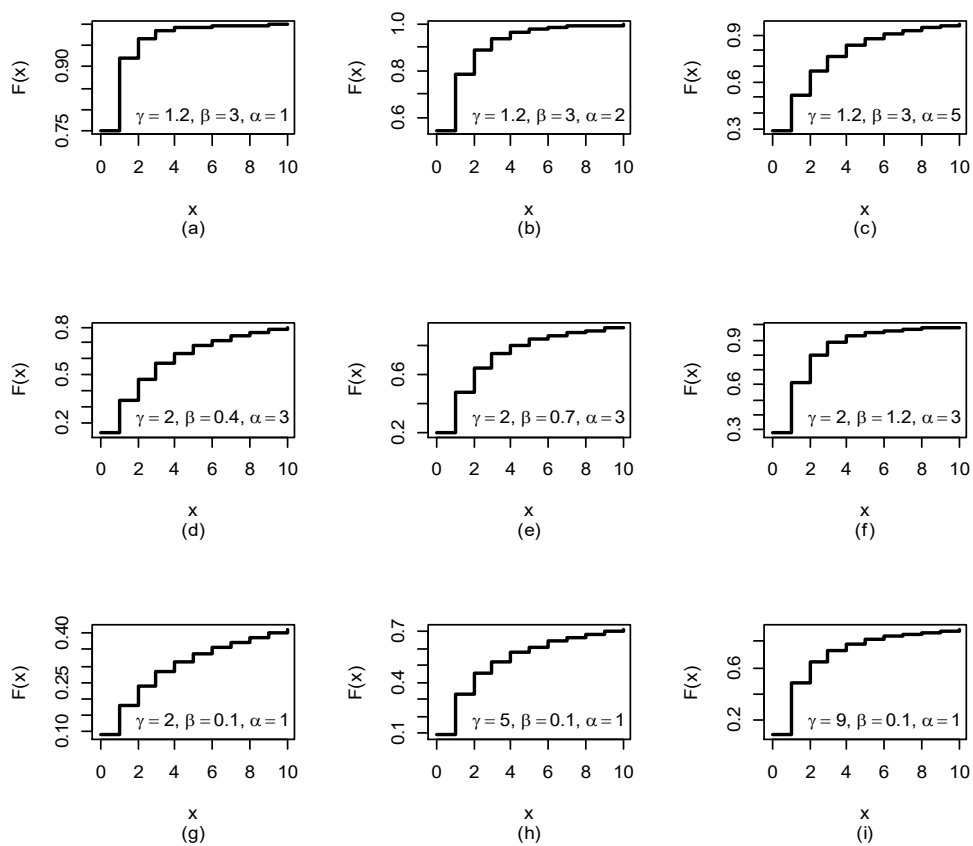 F(x)
0.75 0.90
γ = 1.2, β = 3, α = 1
0 2 4 6 8 10
x
(a)
F(x)
0.6 0.8 1.0
γ = 1.2, β = 3, α = 2
0 2 4 6 8 10
x
(b)
F(x)
0.3 0.6 0.9
γ = 1.2, β = 3, α = 5
0 2 4 6 8 10
x
(c)
F(x)
0.2 0.5 0.8
γ = 2, β = 0.4, α = 3
0 2 4 6 8 10
x
(d)
F(x)
0.2 0.6
γ = 2, β = 0.7, α = 3
0 2 4 6 8 10
x
(e)
F(x)
0.3 0.6 0.9
γ = 2, β = 1.2, α = 3
0 2 4 6 8 10
x
(f)
F(x)
0.10 0.25 0.40
γ = 2, β = 0.1, α = 1
0 2 4 6 8 10
x
(g)
F(x)
0.1 0.4 0.7
γ = 5, β = 0.1, α = 1
0 2 4 6 8 10
x
(h)
F(x)
0.2 0.6
γ = 9, β = 0.1, α = 1
0 2 4 6 8 10
x
(i)